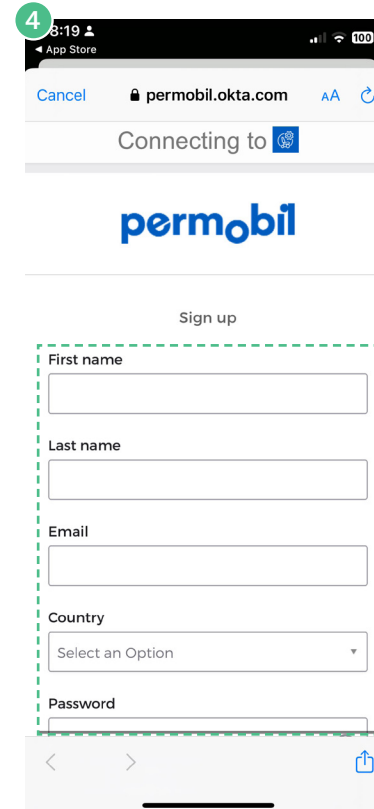 4
8:19
◀ App Store
100
Cancel
permobil.okta.com
AA
Connecting to
permobil
Sign up
First name
Last name
Email
Country
Select an Option
Password